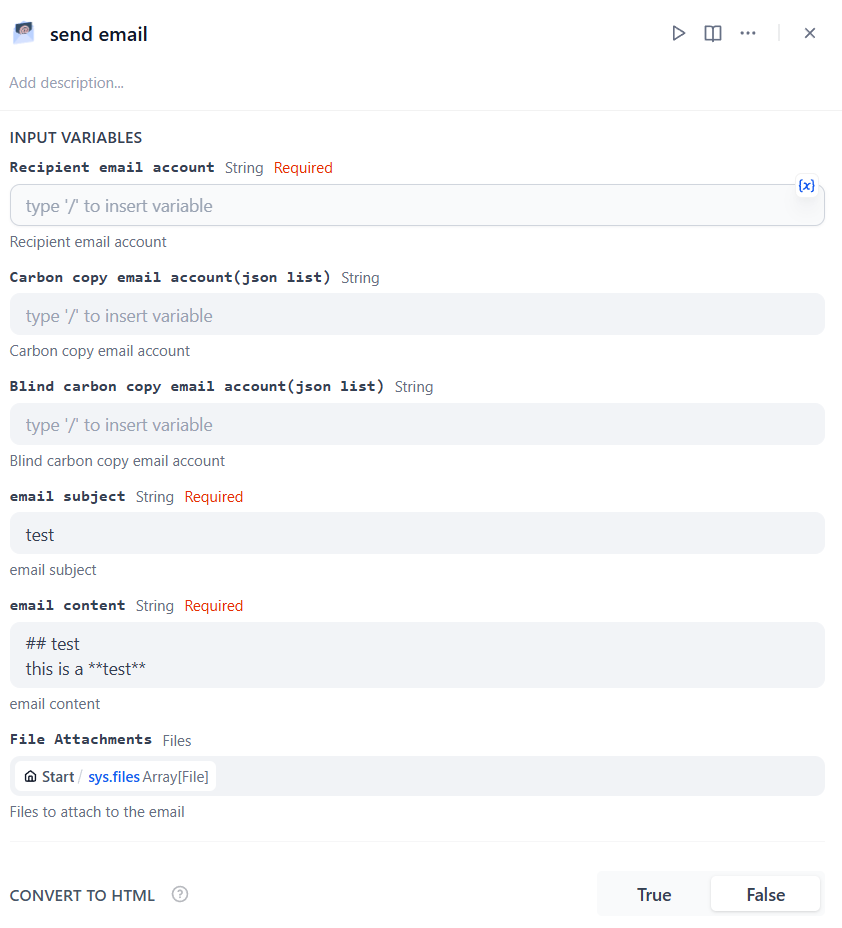 send email
Add description...
INPUT VARIABLES
Recipient email account String Required
{x}
type '/' to insert variable
Recipient email account
Carbon copy email account(json list) String
type '/' to insert variable
Carbon copy email account
Blind carbon copy email account(json list) String
type '/' to insert variable
Blind carbon copy email account
email subject String Required
test
email subject
email content String Required
## test
this is a **test**
email content
File Attachments Files
Start / sys.files Array[File]
Files to attach to the email
CONVERT TO HTML ? True False